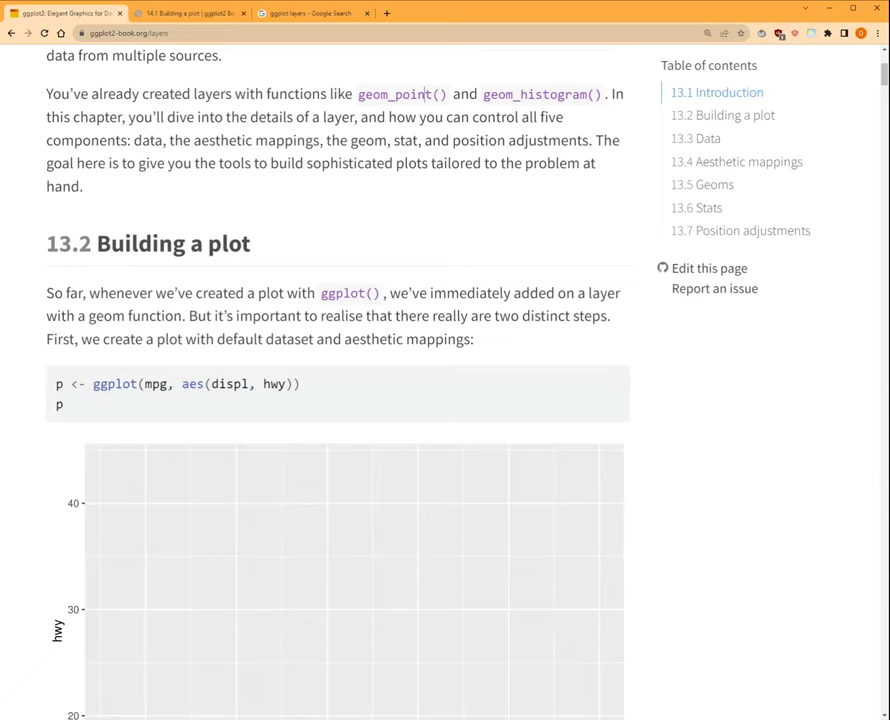 ggplot2: Elegant Graphics for Da
14.1 Building a plot | ggplot2 Bo
ggplot layers - Google Search
ggplot2-book.org/layers
data from multiple sources.
You’ve already created layers with functions like geom_point() and geom_histogram(). In
this chapter, you’ll dive into the details of a layer, and how you can control all five
components: data, the aesthetic mappings, the geom, stat, and position adjustments. The
goal here is to give you the tools to build sophisticated plots tailored to the problem at
hand.
13.2 Building a plot
So far, whenever we’ve created a plot with ggplot(), we’ve immediately added on a layer
with a geom function. But it’s important to realise that there really are two distinct steps.
First, we create a plot with default dataset and aesthetic mappings:
p <- ggplot(mpg, aes(displ, hwy))
p
40
30
hwy
20
Table of contents
13.1 Introduction
13.2 Building a plot
13.3 Data
13.4 Aesthetic mappings
13.5 Geoms
13.6 Stats
13.7 Position adjustments
Edit this page
Report an issue